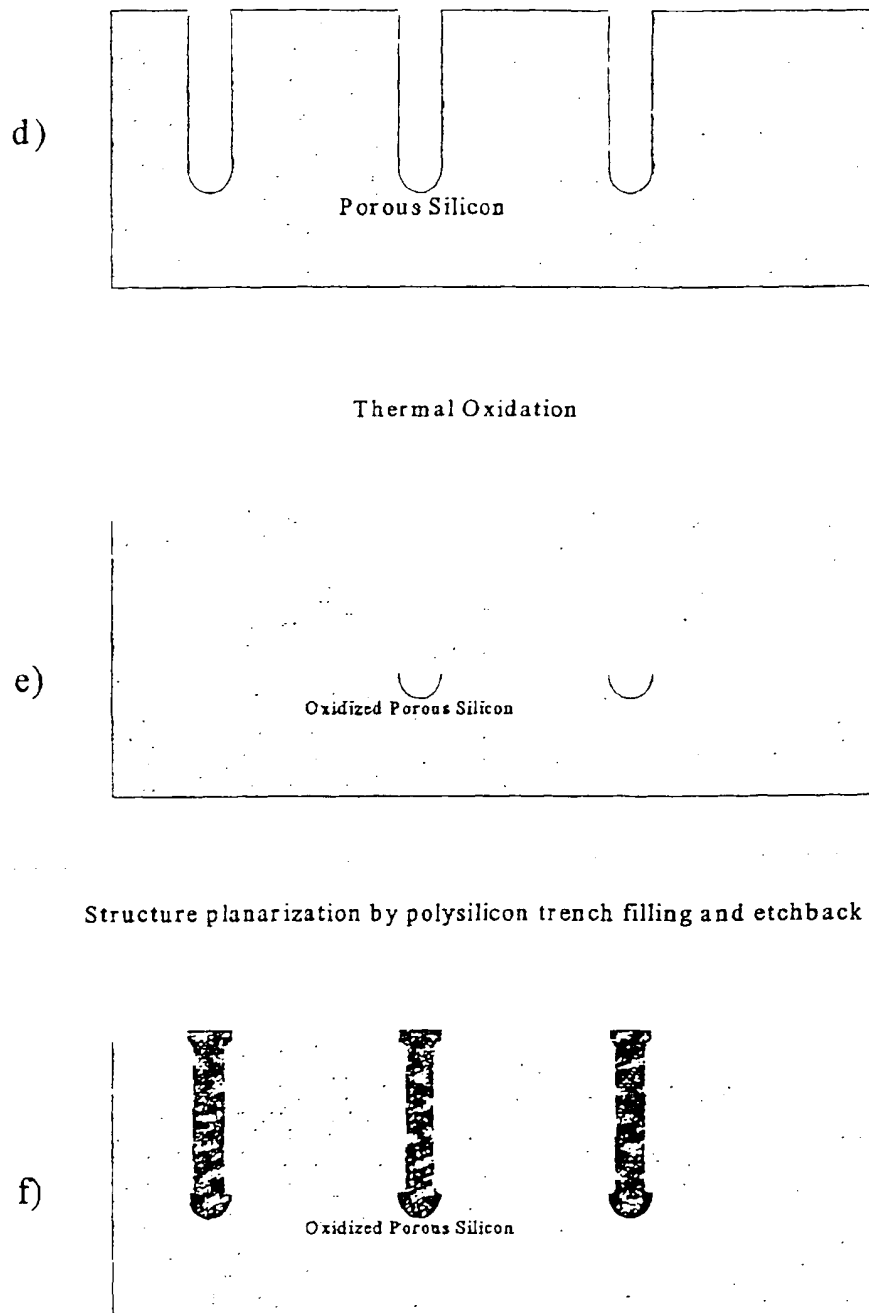 d)
Porous Silicon
Thermal Oxidation
e)
Oxidized Porous Silicon
Structure planarization by polysilicon trench filling and etchback
f)
Oxidized Porous Silicon